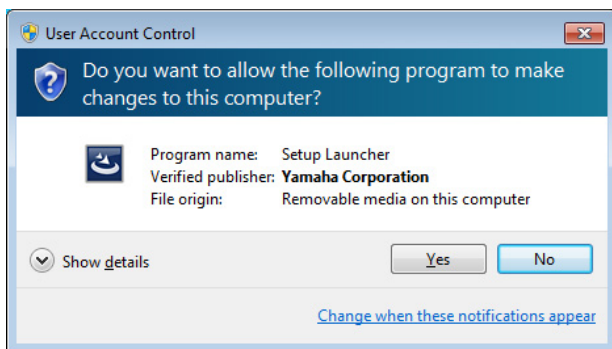 User Account Control
Do you want to allow the following program to make
changes to this computer?
Program name: Setup Launcher
Verified publisher: Yamaha Corporation
File origin: Removable media on this computer
Show details
Yes
No
Change when these notifications appear